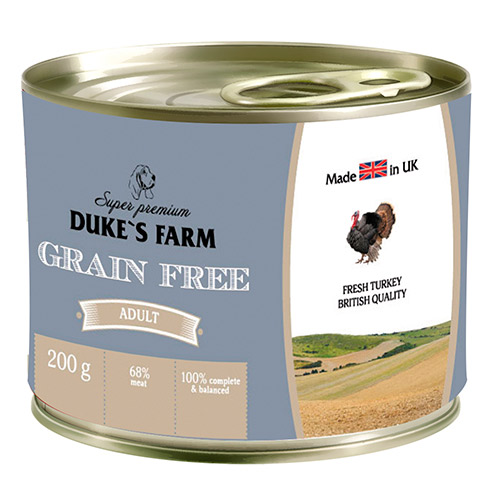 Super premium
DUKE`S FARM
GRAIN FREE
ADULT
200 g
68%
meat
100% complete
& balanced
Made in UK
FRESH TURKEY
BRITISH QUALITY